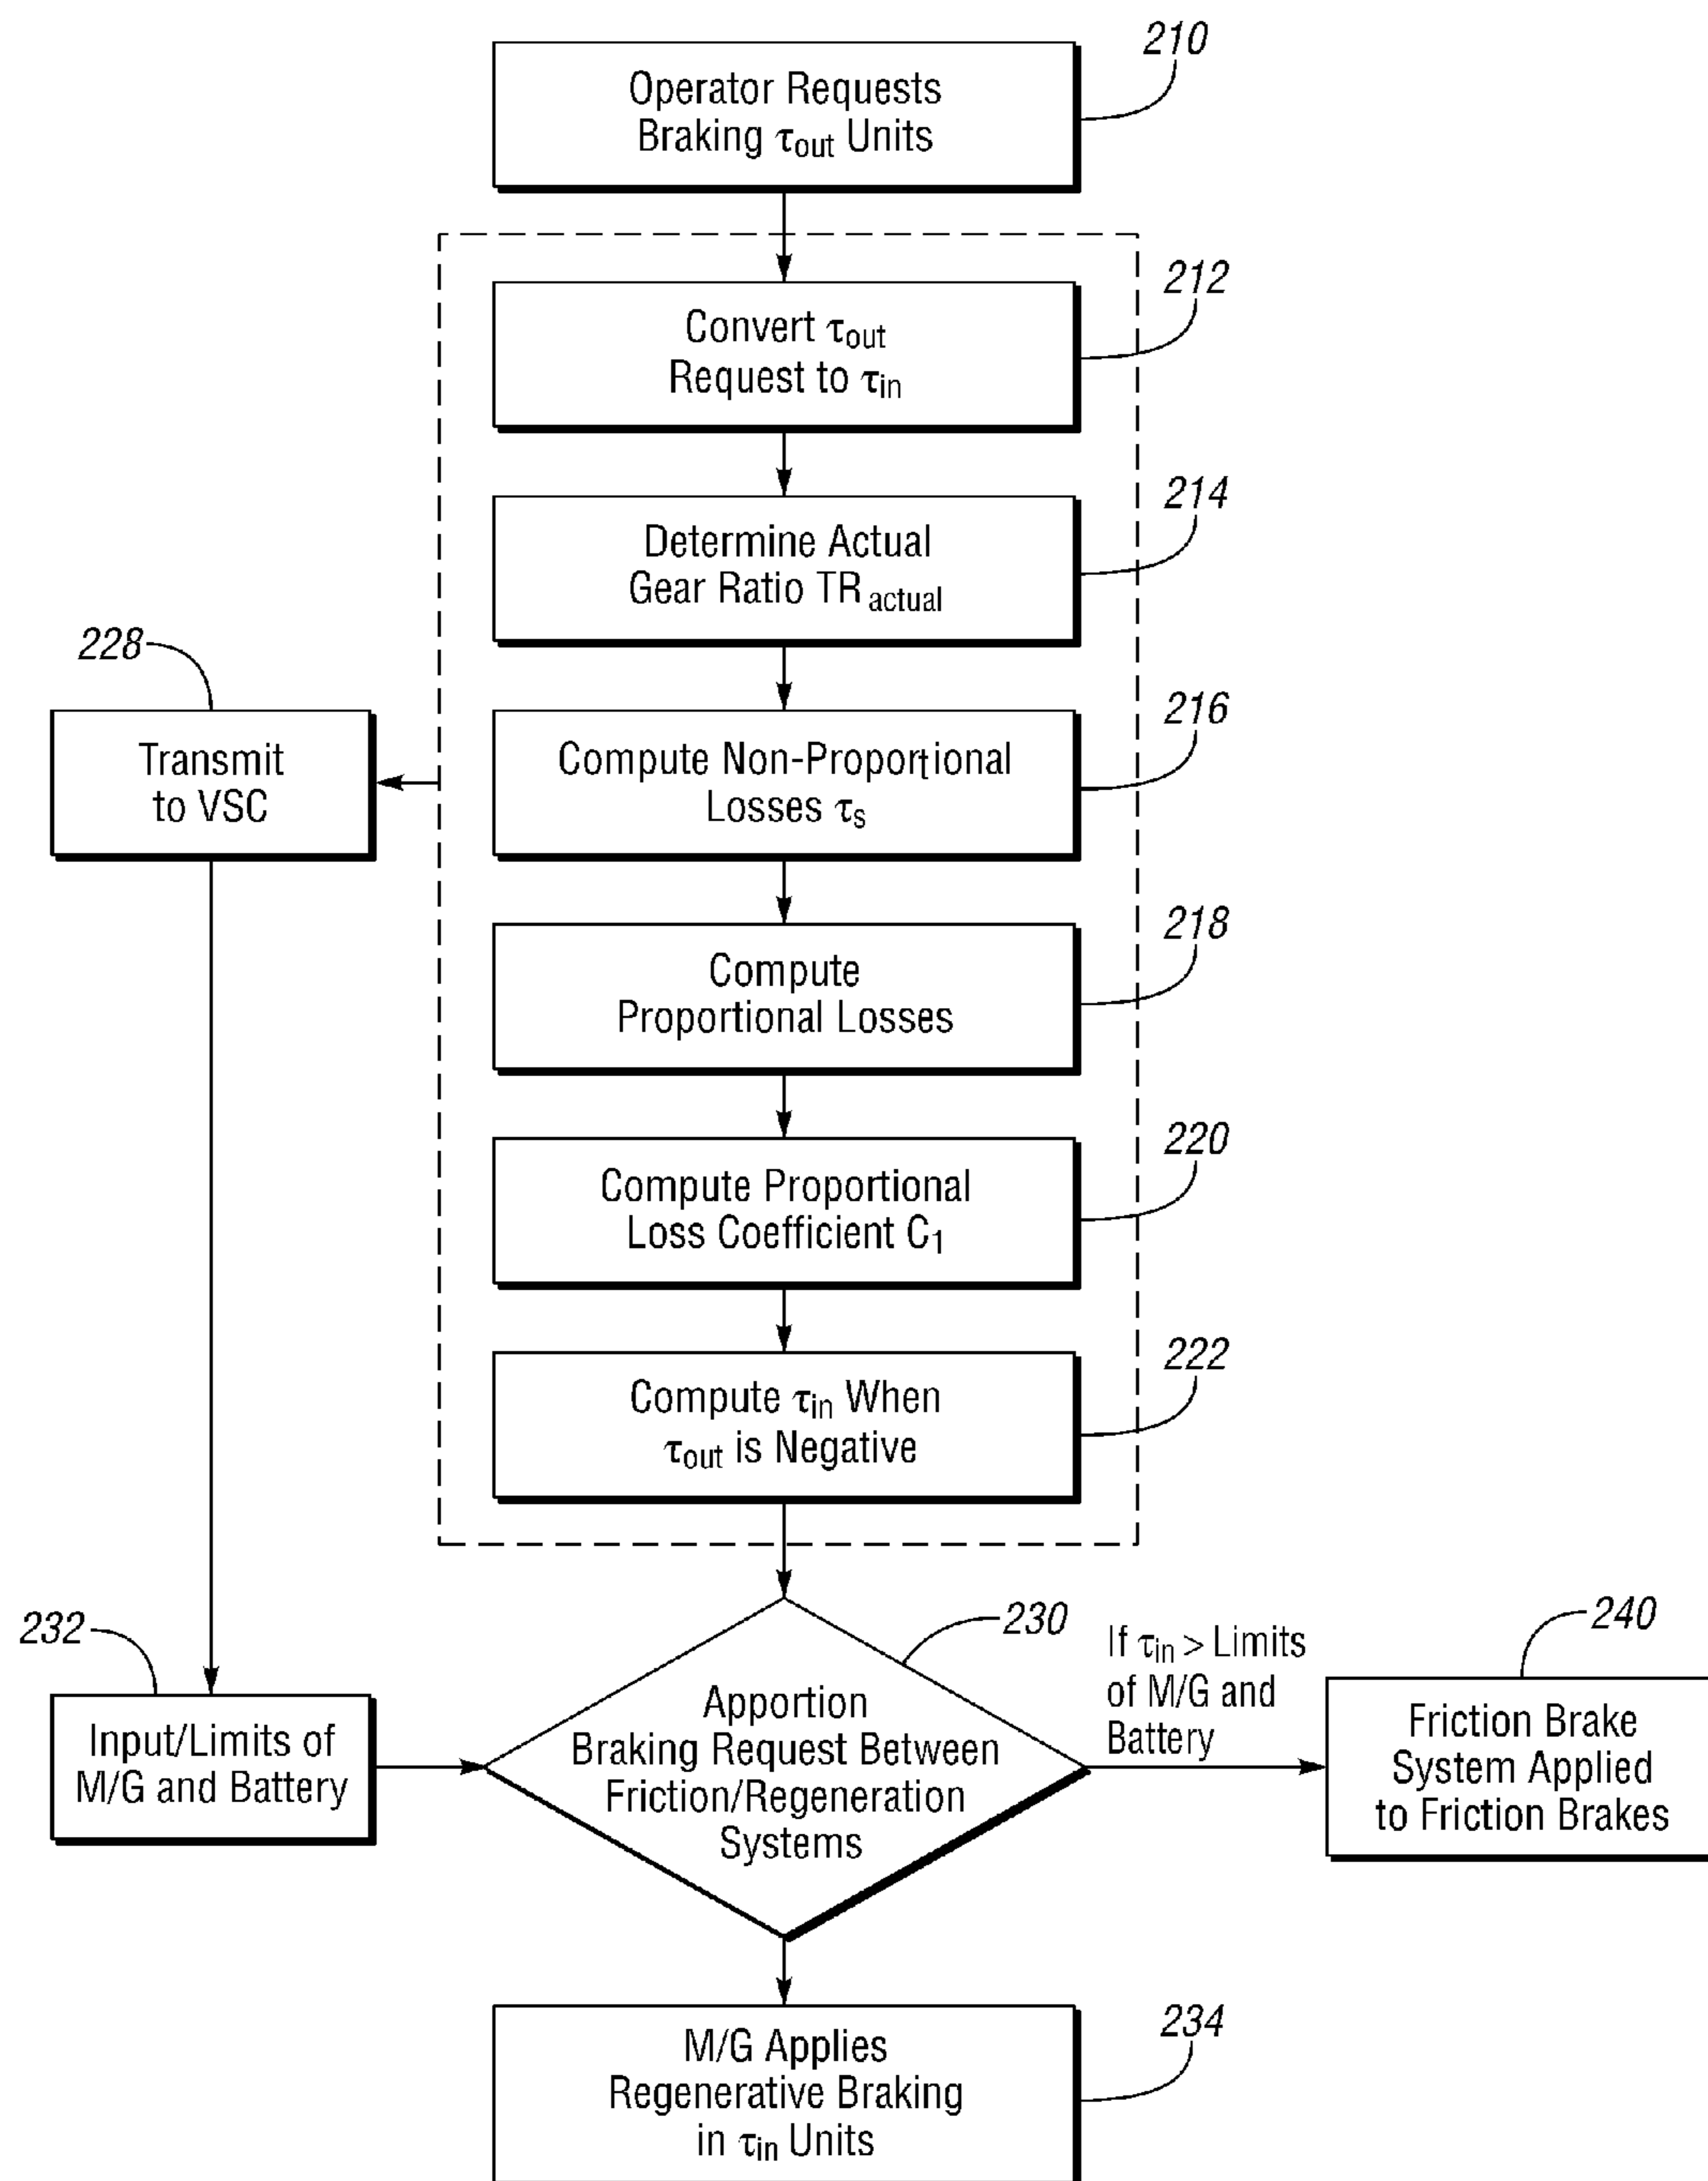 210
Operator Requests
Braking τout Units
212
Convert τout
Request to τin
214
Determine Actual
Gear Ratio TR actual
228
Transmit
to VSC
216
Compute Non-Proportional
Losses τs
218
Compute
Proportional Losses
220
Compute Proportional
Loss Coefficient C1
222
Compute τin When
τout is Negative
232
Input/Limits of
M/G and Battery
230
Apportion
Braking Request Between
Friction/Regeneration
Systems
If τin > Limits
of M/G and
Battery
240
Friction Brake
System Applied
to Friction Brakes
234
M/G Applies
Regenerative Braking
in τin Units